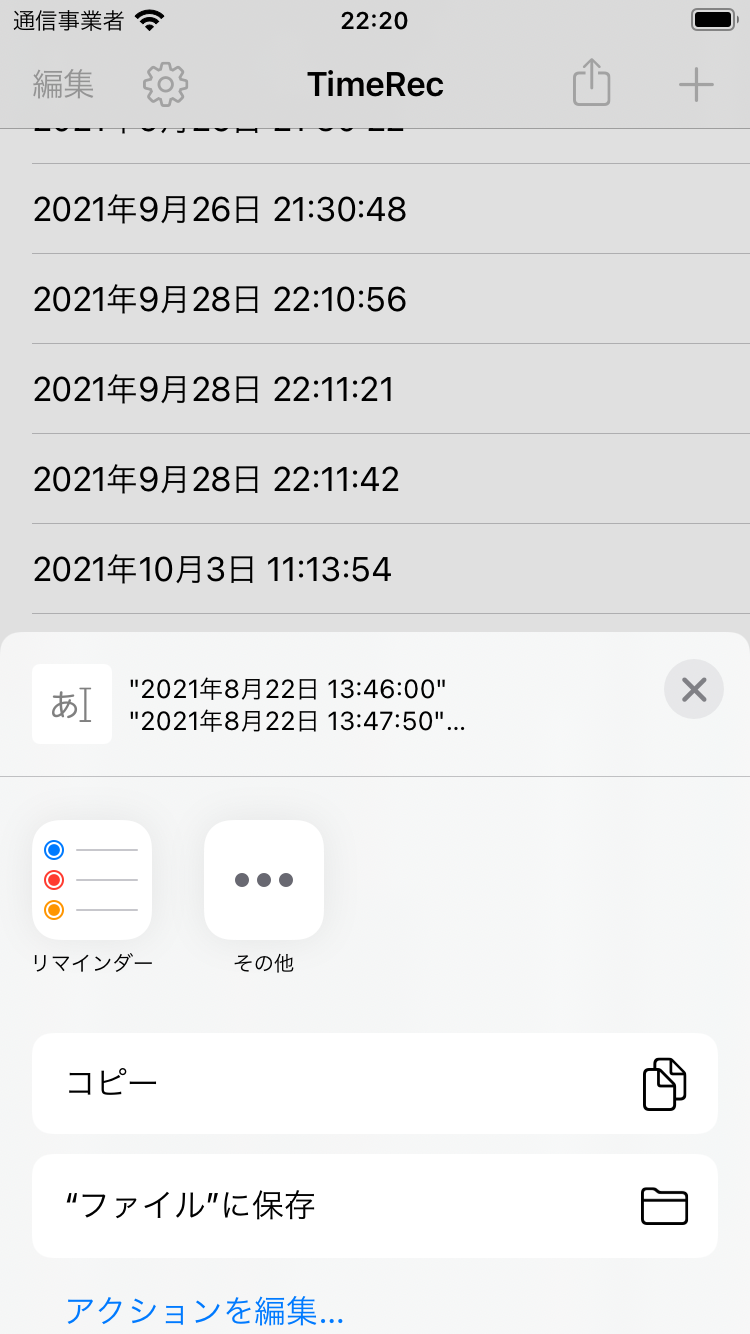 通信事業者
22:20
編集
TimeRec
2021年9月26日 21:30:48
2021年9月28日 22:10:56
2021年9月28日 22:11:21
2021年9月28日 22:11:42
2021年10月3日 11:13:54
あ
"2021年8月22日 13:46:00"
"2021年8月22日 13:47:50"...
リマインダー
その他
コピー
“ファイル”に保存
アクションを編集...